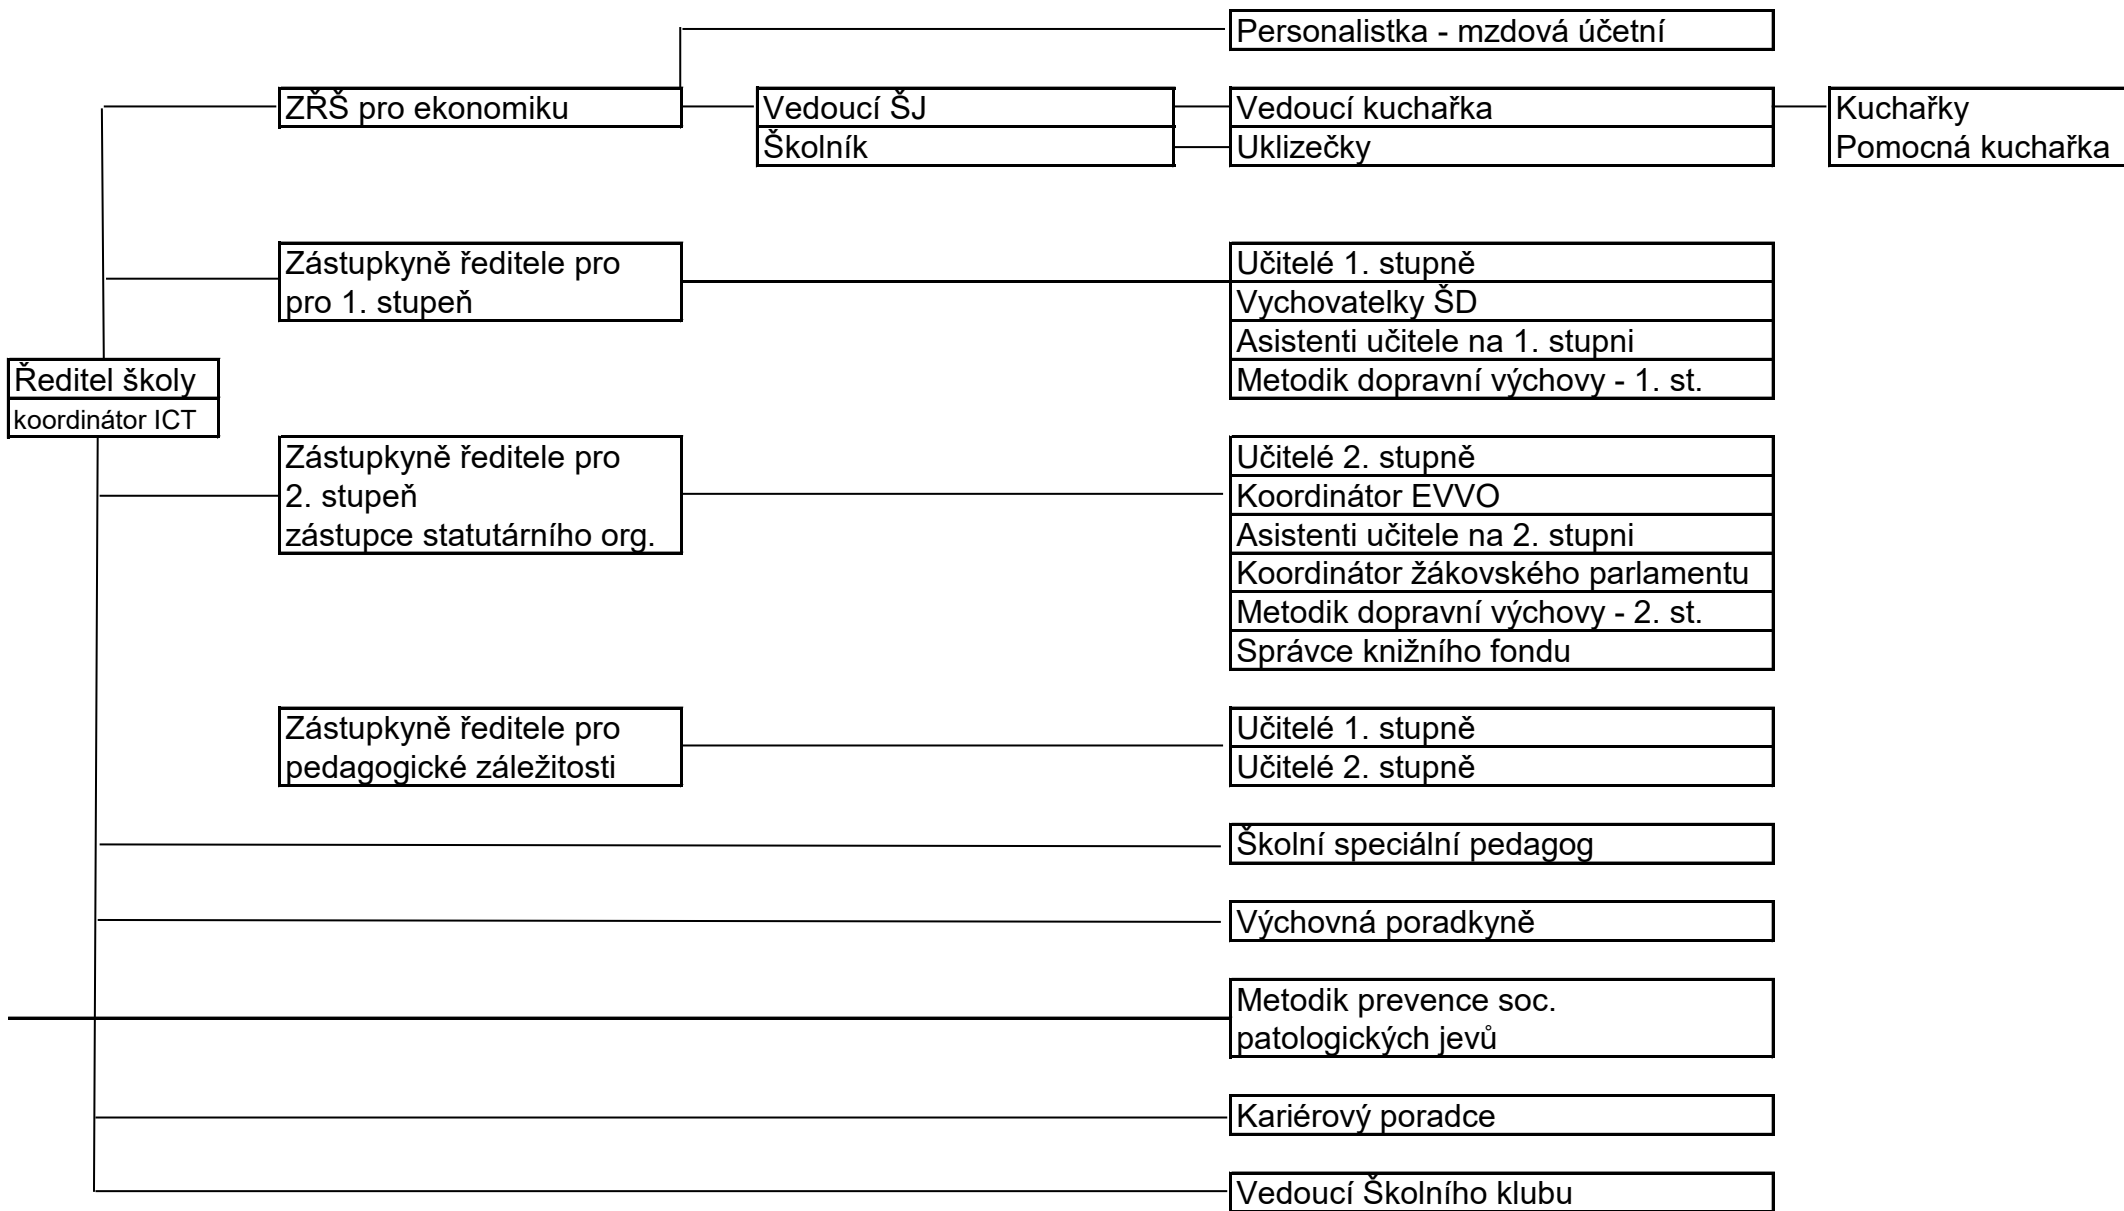 Personalistka - mzdová účetní
ZŘŠ pro ekonomiku
Vedoucí ŠJ
Vedoucí kuchařka
Kuchařky
Školník
Uklizečky
Pomocná kuchařka
Zástupkyně ředitele pro
pro 1. stupeň
Učitelé 1. stupně
Vychovatelky ŠD
Asistenti učitele na 1. stupni
Metodik dopravní výchovy - 1. st.
Ředitel školy
koordinátor ICT
Zástupkyně ředitele pro
2. stupeň
zástupce statutárního org.
Učitelé 2. stupně
Koordinátor EVVO
Asistenti učitele na 2. stupni
Koordinátor žákovského parlamentu
Metodik dopravní výchovy - 2. st.
Správce knižního fondu
Zástupkyně ředitele pro
pedagogické záležitosti
Učitelé 1. stupně
Učitelé 2. stupně
Školní speciální pedagog
Výchovná poradkyně
Metodik prevence soc.
patologických jevů
Kariérový poradce
Vedoucí Školního klubu